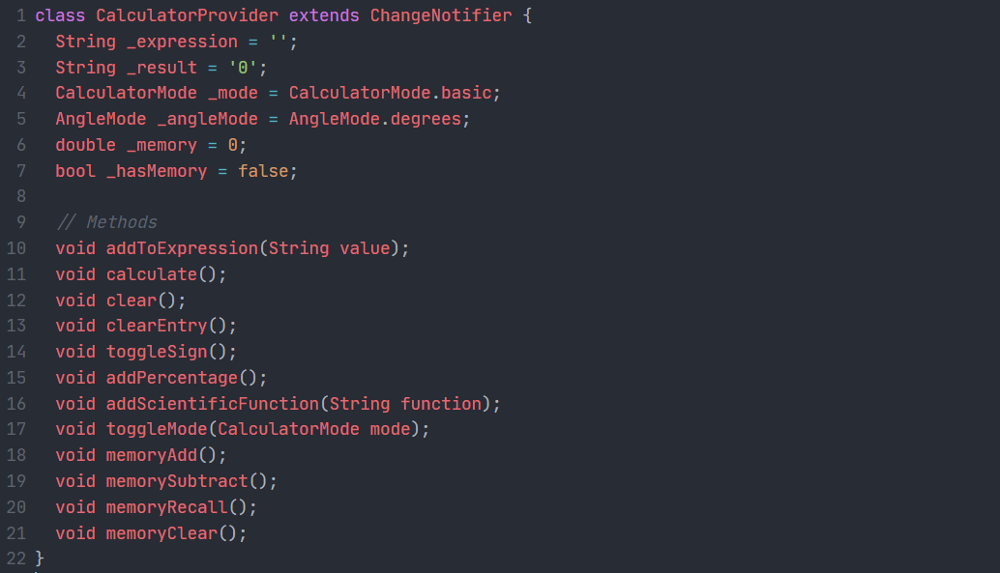 1 class CalculatorProvider extends ChangeNotifier {
2   String _expression = '';
3   String _result = '0';
4   CalculatorMode _mode = CalculatorMode.basic;
5   AngleMode _angleMode = AngleMode.degrees;
6   double _memory = 0;
7   bool _hasMemory = false;
8
9   // Methods
10   void addToExpression(String value);
11   void calculate();
12   void clear();
13   void clearEntry();
14   void toggleSign();
15   void addPercentage();
16   void addScientificFunction(String function);
17   void toggleMode(CalculatorMode mode);
18   void memoryAdd();
19   void memorySubtract();
20   void memoryRecall();
21   void memoryClear();
22 }